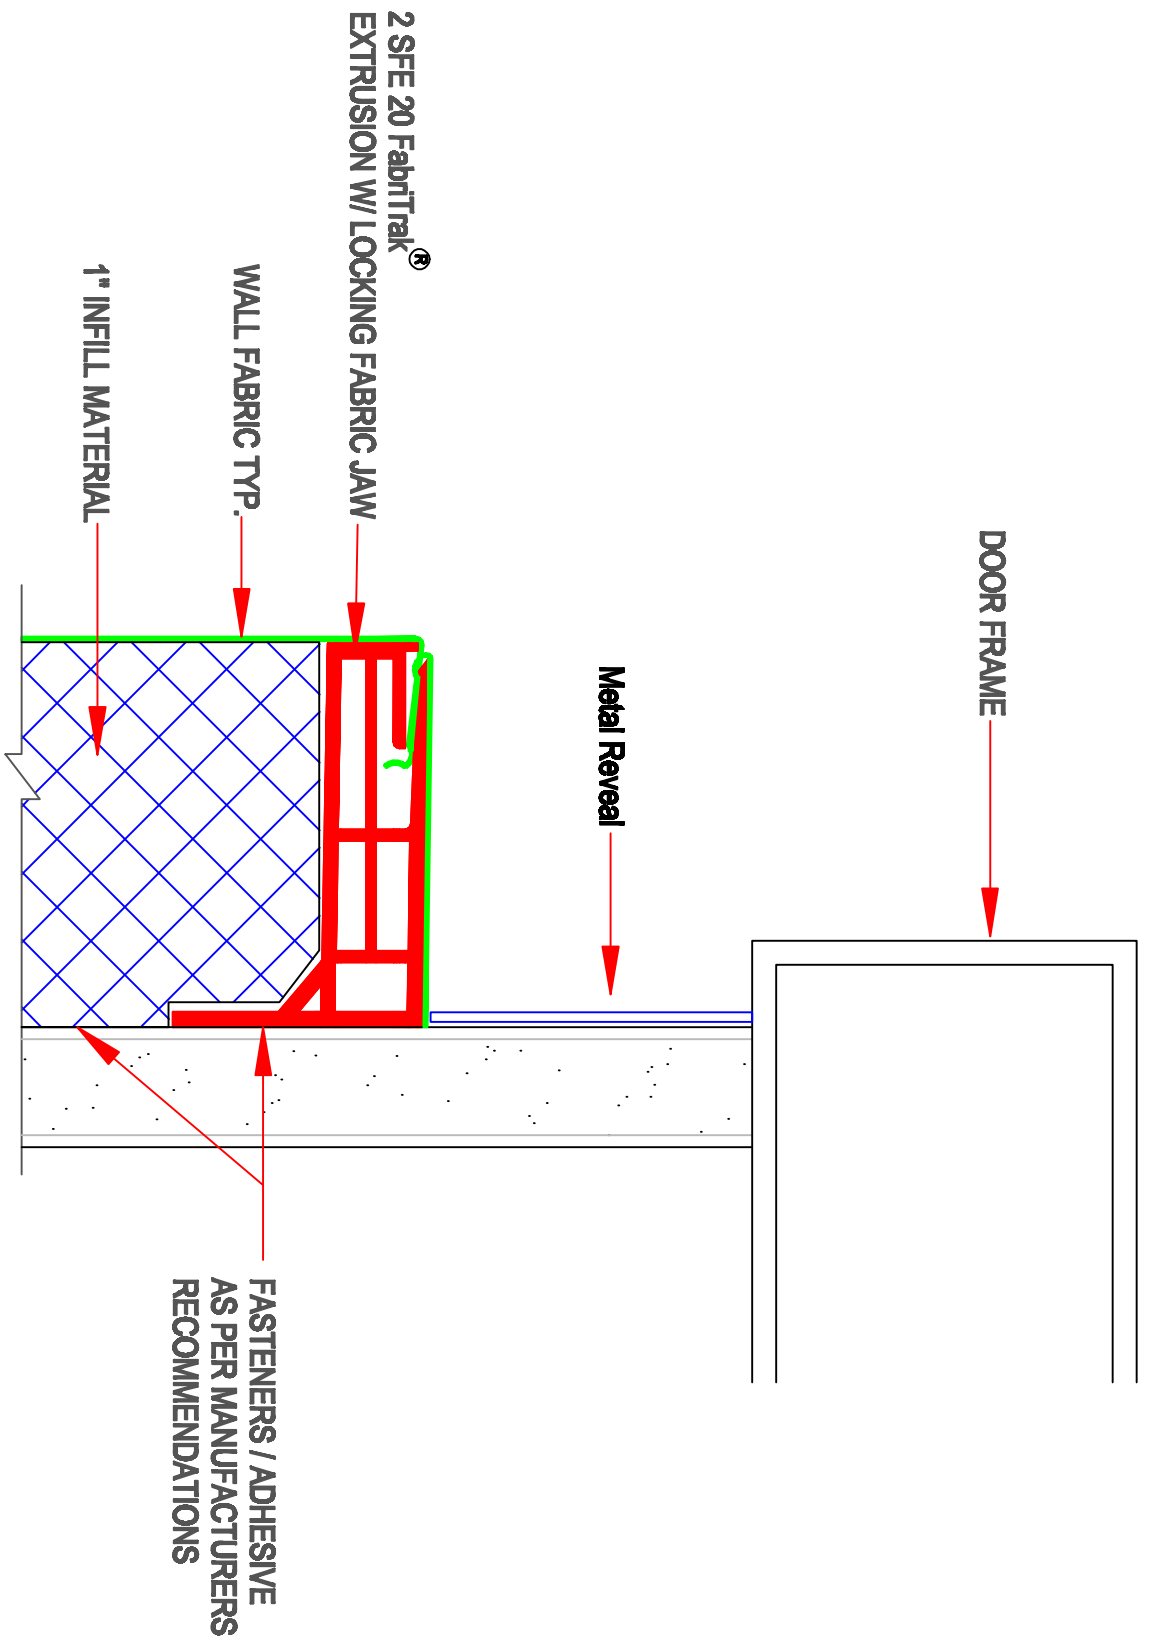 DOOR FRAME
Metal Reveal
2 SFE 20 FabriTrak®
EXTRUSION W/ LOCKING FABRIC JAW
WALL FABRIC TYP.
1" INFILL MATERIAL
FASTENERS / ADHESIVE
AS PER MANUFACTURERS
RECOMMENDATIONS